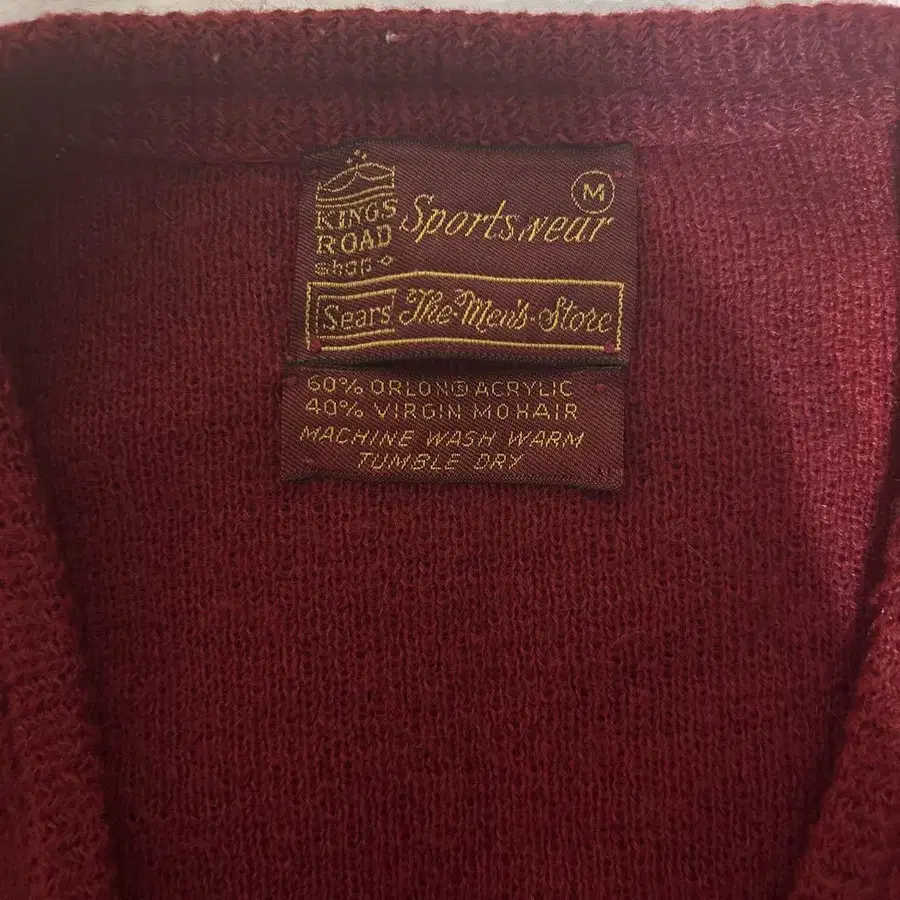 M
KINGS
ROAD
shop
Sportswear
Sears The Men's Store
60% ORLON® ACRYLIC
40% VIRGIN MOHAIR
MACHINE WASH WARM
TUMBLE DRY